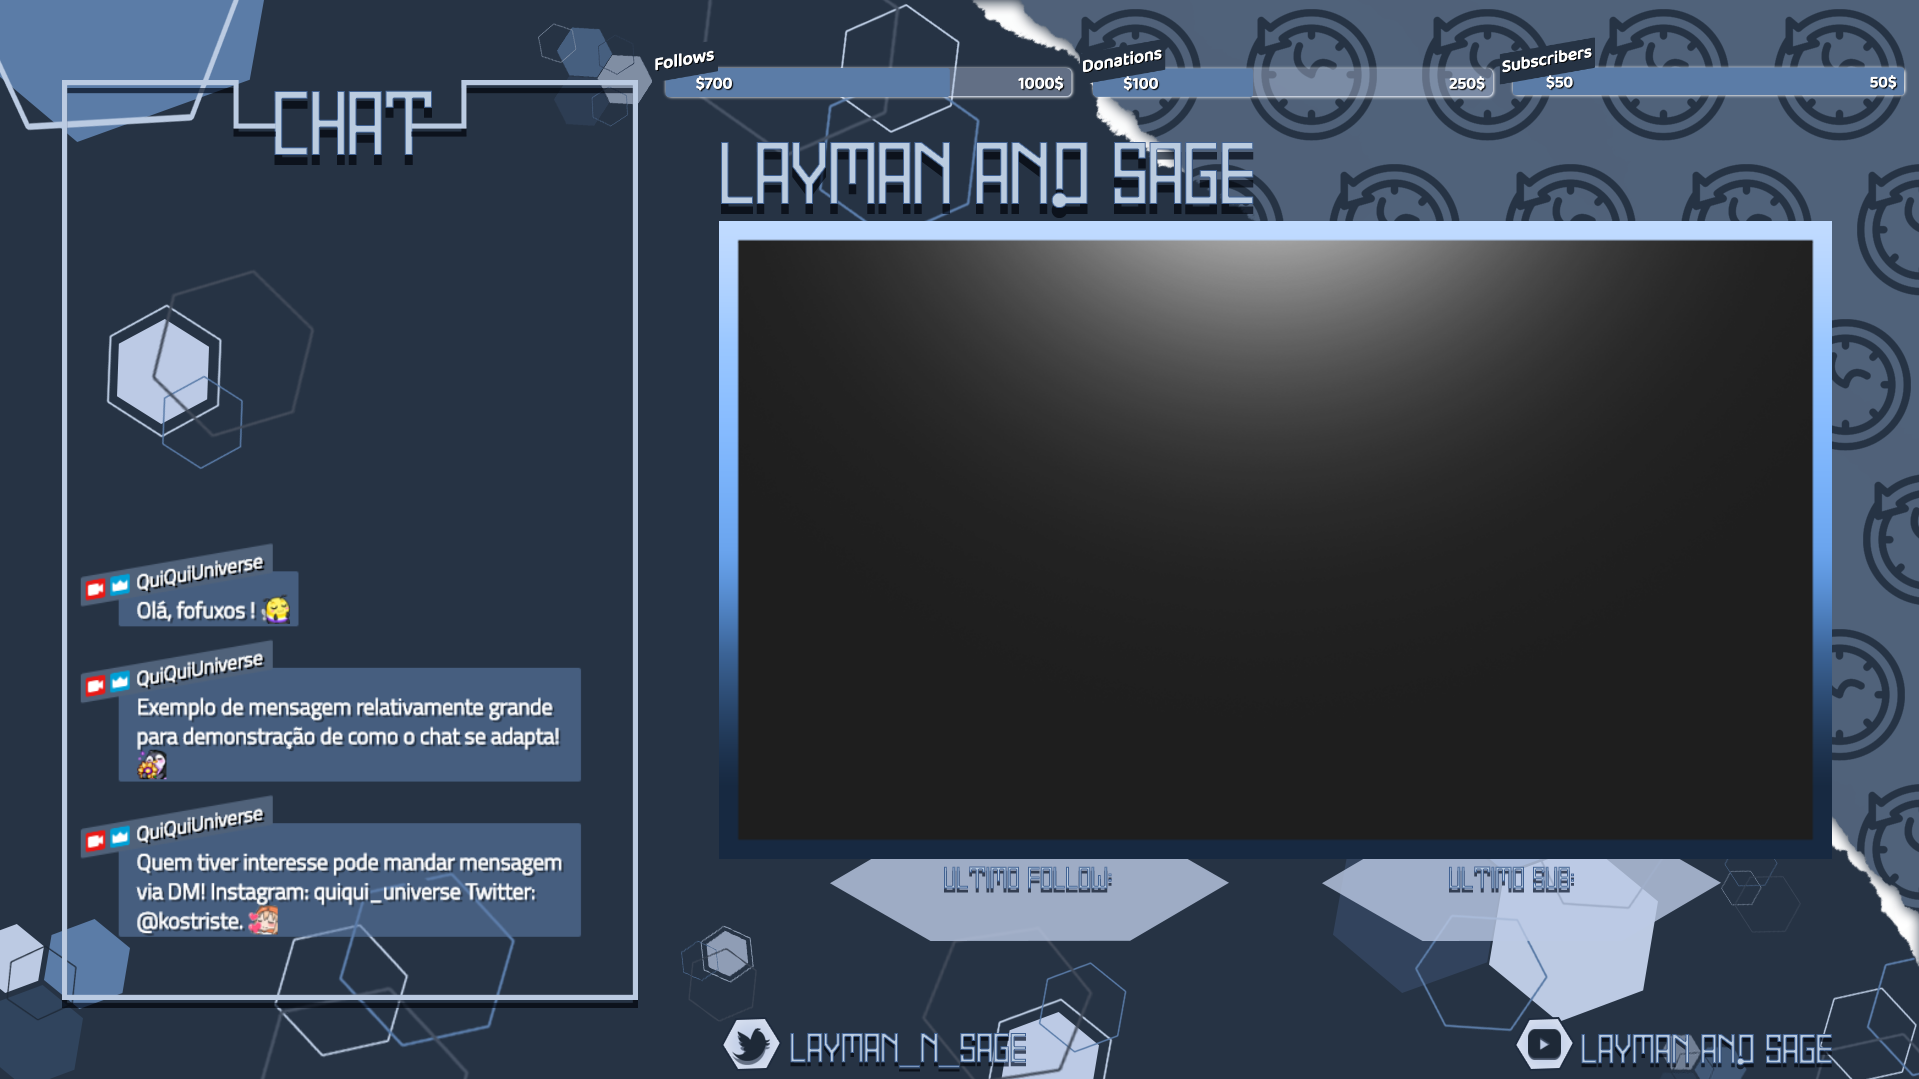 Follows
$700 1000$
Donations
$100 250$
Subscribers
$50 50$
CHAT
LAYMAN AND SAGE
QuiQuiUniverse
Olá, fofuxos !
QuiQuiUniverse
Exemplo de mensagem relativamente grande
para demonstração de como o chat se adapta!
QuiQuiUniverse
Quem tiver interesse pode mandar mensagem
via DM! Instagram: quiqui_universe Twitter:
@kostriste.
ULTIMO FOLLOW:
ULTIMO SUB:
LAYMAN_N_SAGE
LAYMAN AND SAGE